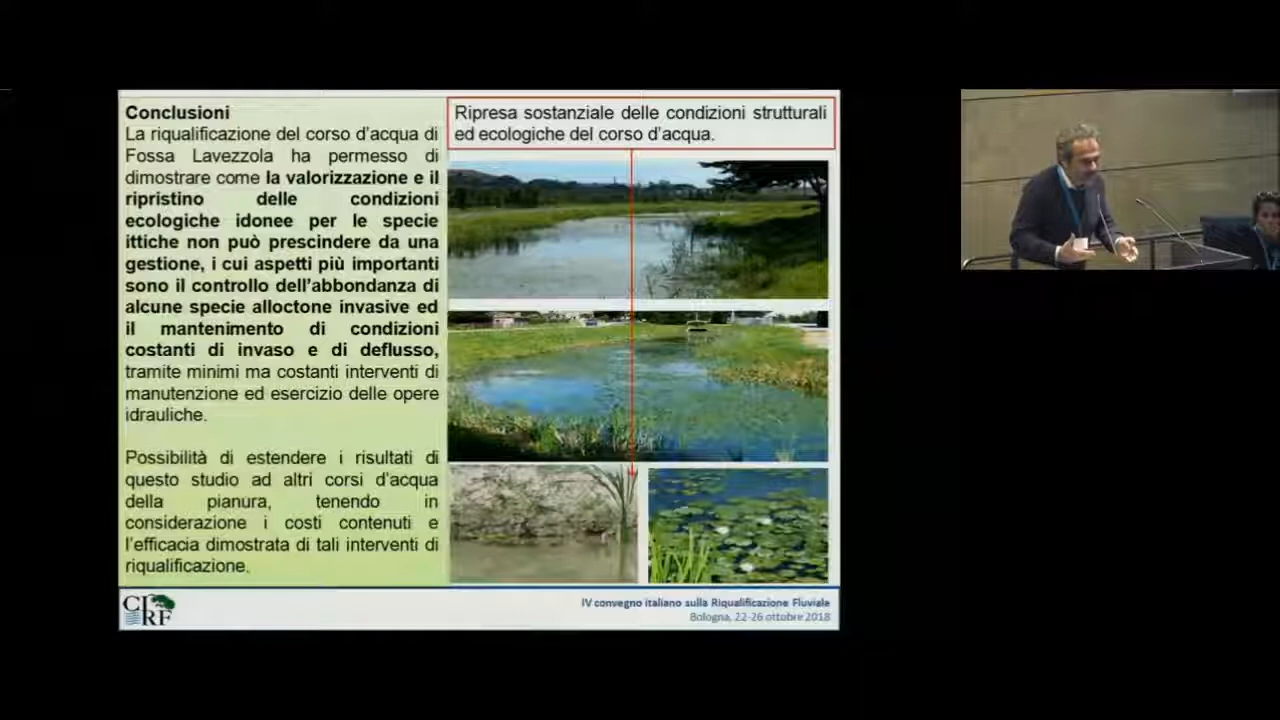 Conclusioni
La riqualificazione del corso d'acqua di
Fossa Lavezzola ha permesso di
dimostrare come la valorizzazione e il
ripristino delle condizioni
ecologiche idonee per le specie
ittiche non può prescindere da una
gestione, i cui aspetti più importanti
sono il controllo dell'abbondanza di
alcune specie alloctone invasive ed
il mantenimento di condizioni
costanti di invaso e di deflusso,
tramite minimi ma costanti interventi di
manutenzione ed esercizio delle opere
idrauliche.
Possibilità di estendere i risultati di
questo studio ad altri corsi d'acqua
della pianura, tenendo in
considerazione i costi contenuti e
l'efficacia dimostrata di tali interventi di
riqualificazione.
Ripresa sostanziale delle condizioni strutturali
ed ecologiche del corso d'acqua.
CIRF
IV convegno italiano sulla Riqualificazione Fluviale
Bologna, 22-26 ottobre 2018